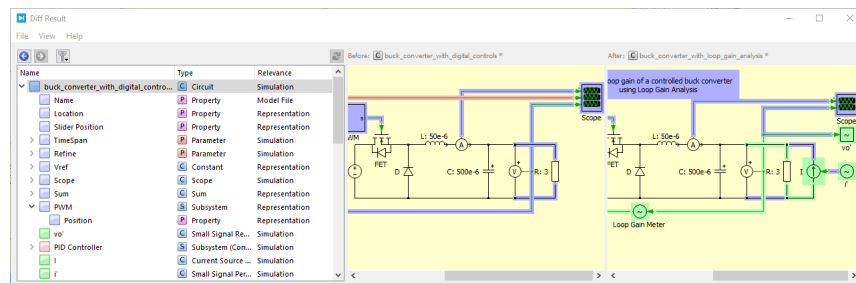 Diff Result
File View Help
Before: C buck_converter_with_digital_controls *
After: C buck_converter_with_loop_gain_analysis *
Name Type Relevance
buck_converter_with_digital_contro... C Circuit Simulation
Name P Property Model File
Location P Property Representation
Slider Position P Property Representation
TimeSpan P Parameter Simulation
Refine P Parameter Simulation
Vref C Constant Representation
Scope C Scope Simulation
Sum C Sum Representation
PWM S Subsystem Representation
Position P Property Representation
vo' C Small Signal Re... Simulation
PID Controller S Subsystem (Con... Simulation
I C Current Source ... Simulation
i' C Small Signal Per... Simulation
WM
FET
L: 50e-6
A
Scope
D
C: 500e-6
V
R: 3
oop gain of a controlled buck converter
using Loop Gain Analysis
ET
L: 50e-6
A
Scope
vo'
D
C: 500e-6
V
R: 3
I
i'
Loop Gain Meter